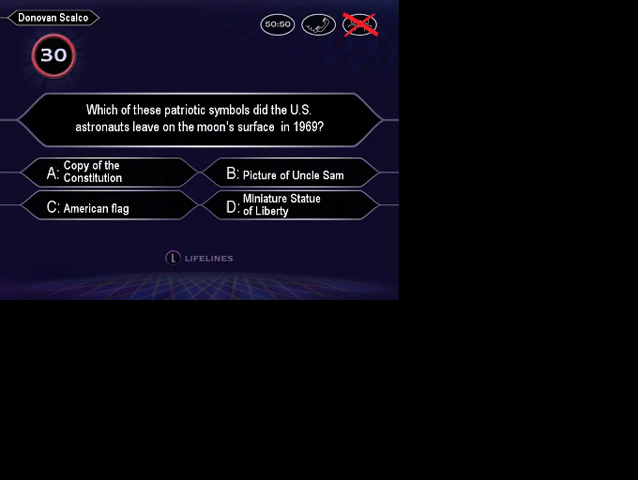 Donovan Scalco
50:50
30
Which of these patriotic symbols did the U.S.
astronauts leave on the moon's surface in 1969?
A: Copy of the
Constitution
B: Picture of Uncle Sam
C: American flag
D: Miniature Statue
of Liberty
L LIFELINES